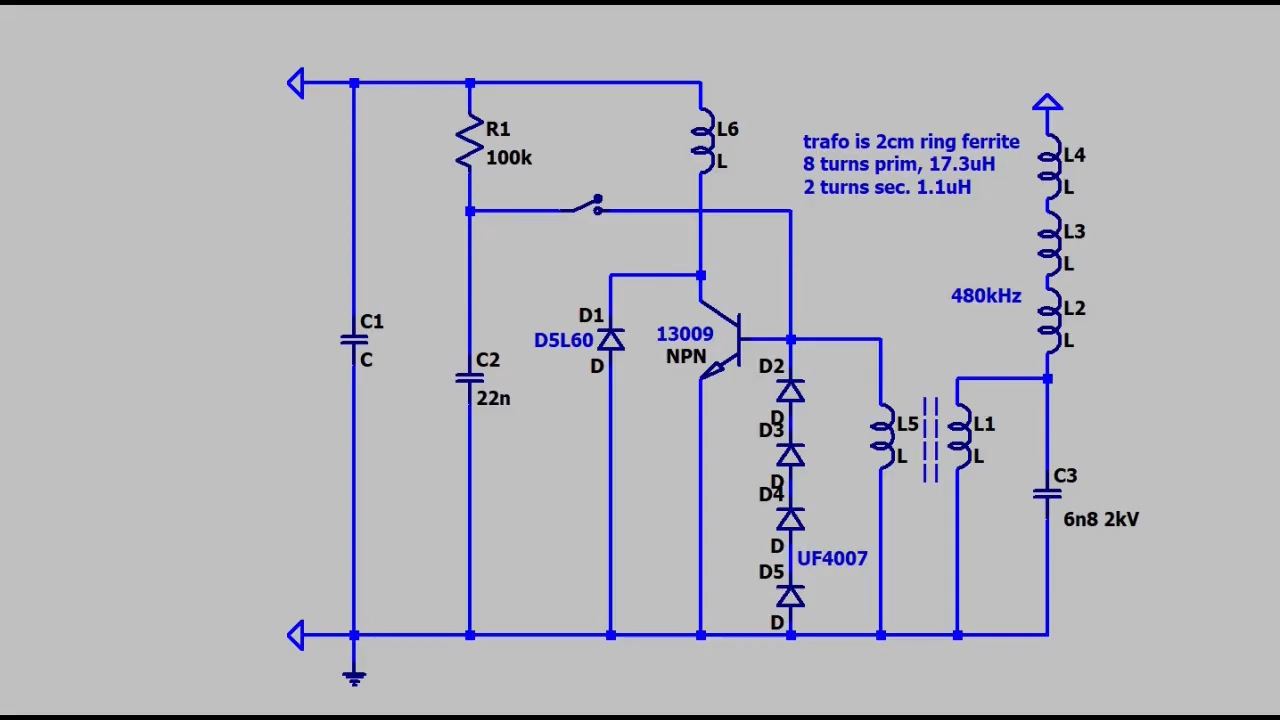 R1
100k
L6
L
trafo is 2cm ring ferrite
8 turns prim, 17.3uH
2 turns sec. 1.1uH
L4
L
L3
L
480kHz
L2
L
C1
C
C2
22n
D1
D5L60
D
13009
NPN
D2
D
D3
D
D4
D
UF4007
D5
D
L5
L
L1
L
C3
6n8 2kV